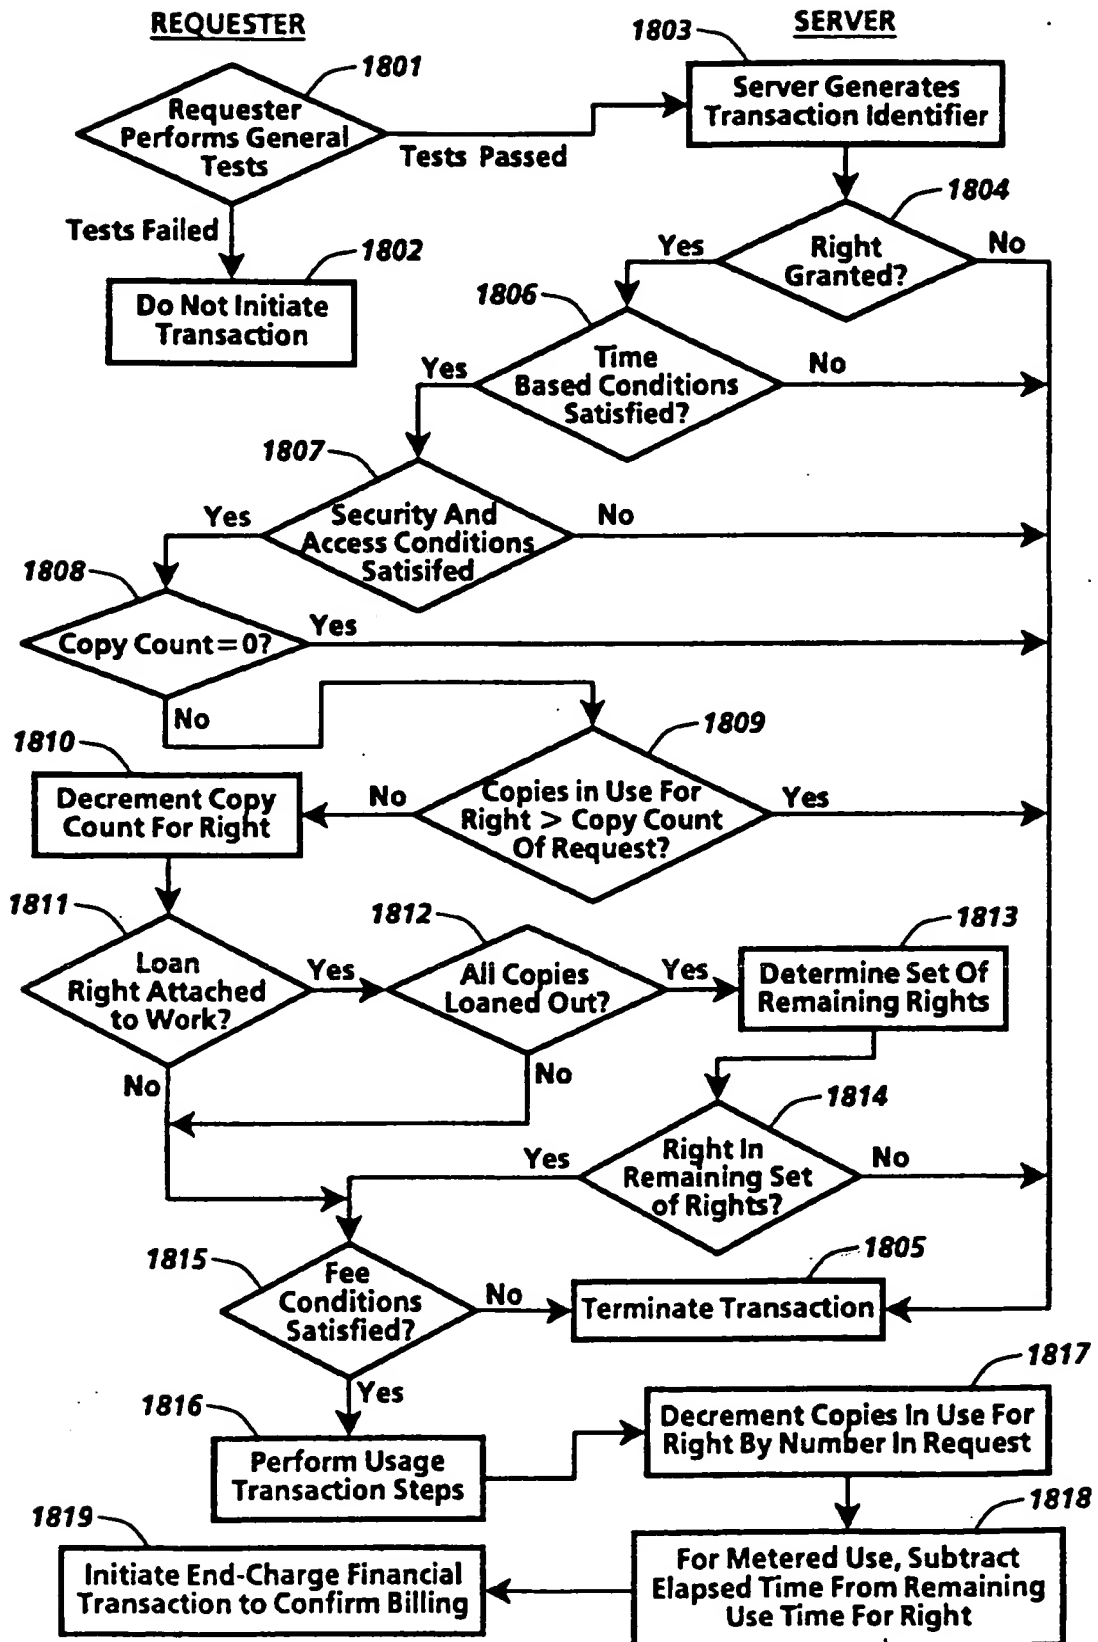 REQUESTER
SERVER
1801
1803
Requester
Performs General
Tests
Server Generates
Transaction Identifier
Tests Passed
1804
Tests Failed
1802
Yes
Right
Granted?
No
Do Not Initiate
Transaction
1806
Yes
Time
Based Conditions
Satisfied?
No
1807
Yes
Security And
Access Conditions
Satisifed
No
1808
Copy Count=0?
Yes
No
1809
1810
Decrement Copy
Count For Right
No
Copies in Use For
Right > Copy Count
Of Request?
Yes
1811
1812
1813
Loan
Right Attached
to Work?
Yes
All Copies
Loaned Out?
Yes
Determine Set Of
Remaining Rights
No
No
1814
Yes
Right In
Remaining Set
of Rights?
No
1815
1805
Fee
Conditions
Satisfied?
No
Terminate Transaction
Yes
1817
1816
Decrement Copies In Use For
Right By Number In Request
Perform Usage
Transaction Steps
1818
1819
For Metered Use, Subtract
Elapsed Time From Remaining
Use Time For Right
Initiate End-Charge Financial
Transaction to Confirm Billing